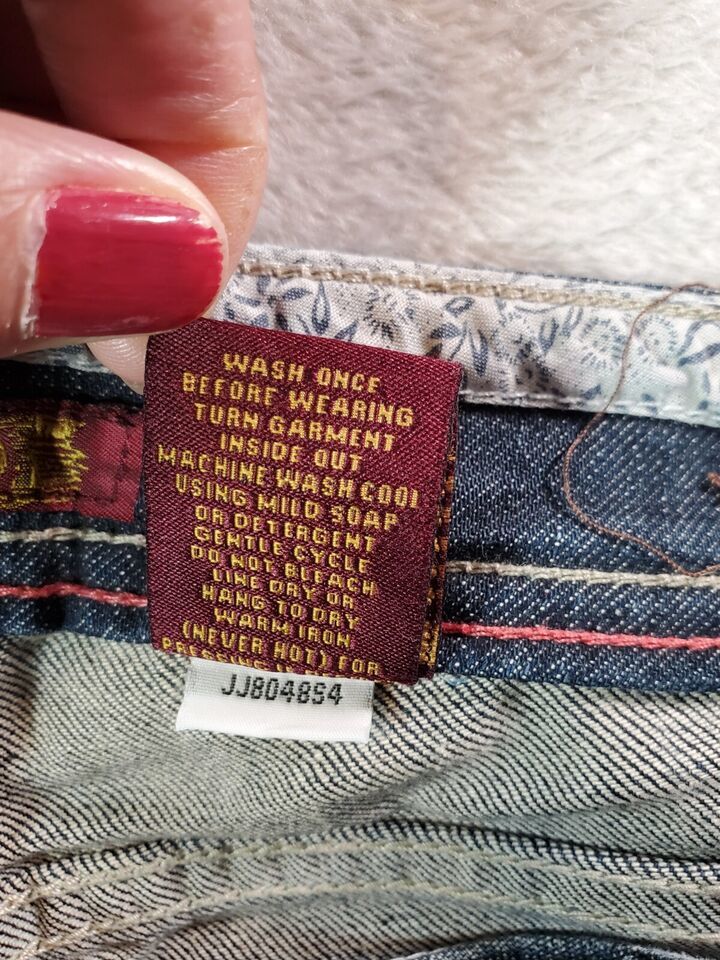 WASH ONCE
BEFORE WEARING
TURN GARMENT
INSIDE OUT
MACHINE WASH COOL
USING MILD SOAP
OR DETERGENT
GENTLE CYCLE
DO NOT BLEACH
LINE DRY OR
HANG TO DRY
WARM IRON
(NEVER HOT) FOR
PRESSING
JJ804854